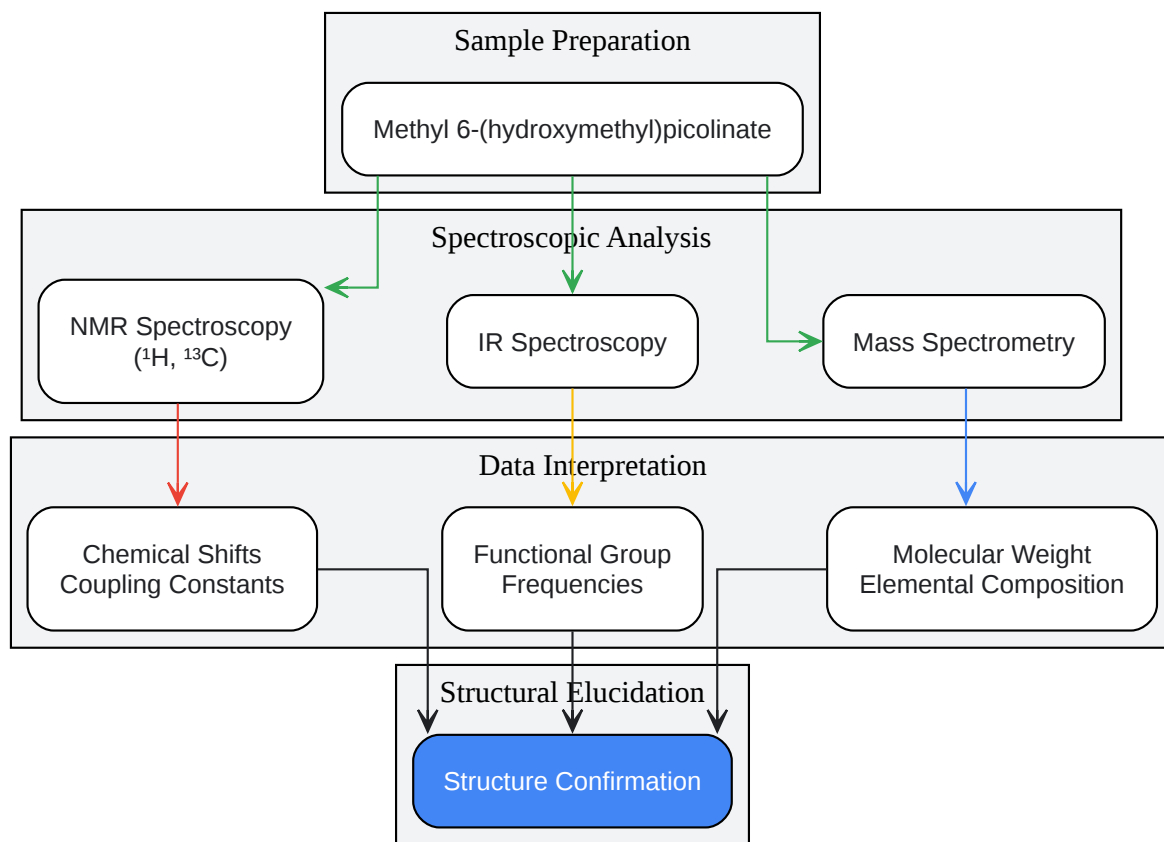 Sample Preparation
Methyl 6-(hydroxymethyl)picolinate
Spectroscopic Analysis
NMR Spectroscopy
(¹H, ¹³C)
IR Spectroscopy
Mass Spectrometry
Data Interpretation
Chemical Shifts
Coupling Constants
Functional Group
Frequencies
Molecular Weight
Elemental Composition
Structural Elucidation
Structure Confirmation